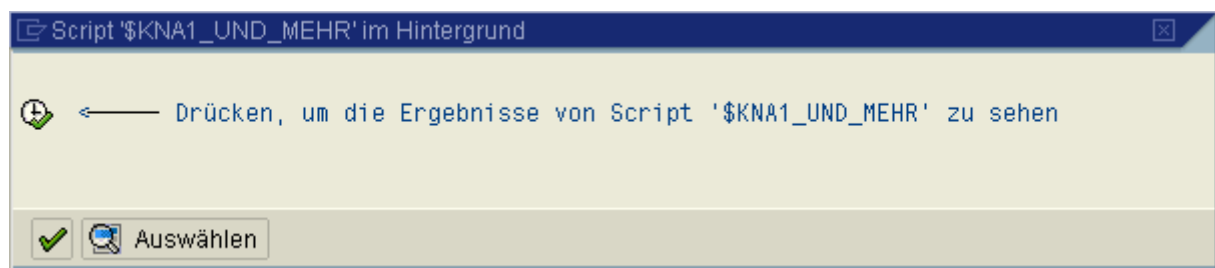 Script '$KNA1_UND_MEHR' im Hintergrund
<—— Drücken, um die Ergebnisse von Script '$KNA1_UND_MEHR' zu sehen
Auswählen